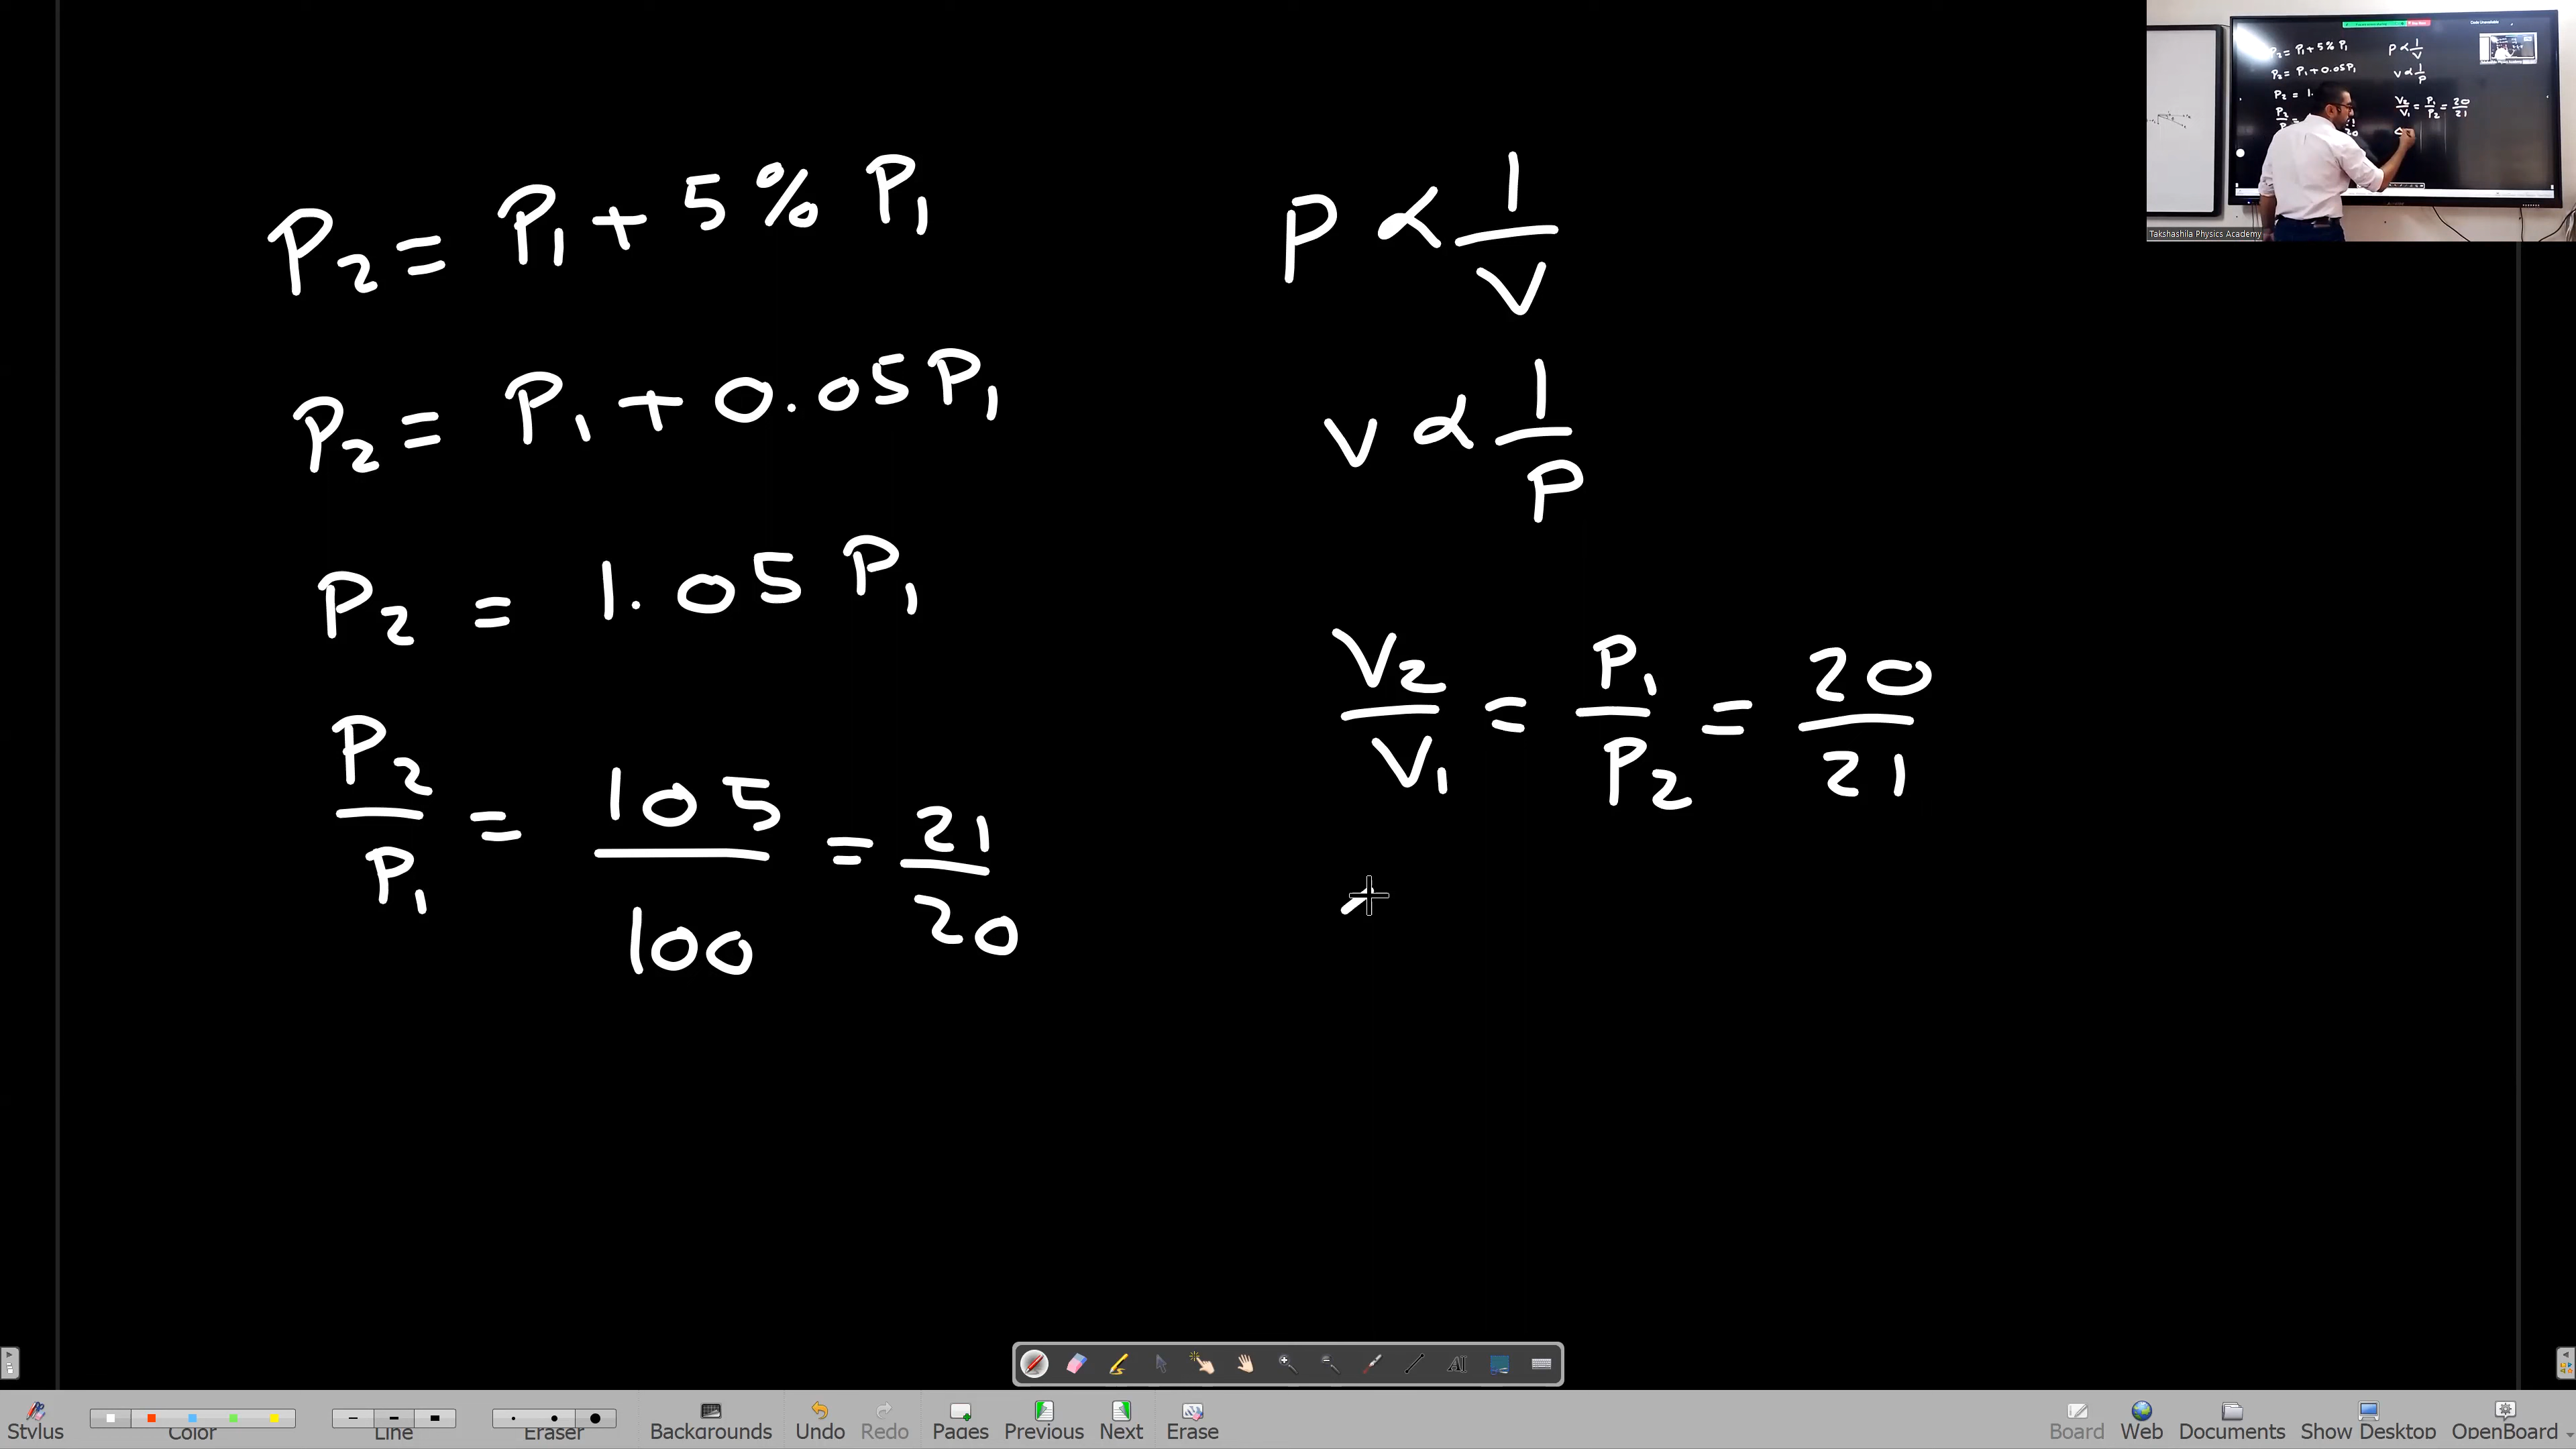 P₂ = P₁ + 5% P₁
P₂ = P₁ + 0.05 P₁
P₂ = 1.05 P₁
P₂/P₁ = 105/100 = 21/20
P ∝ 1/V
V ∝ 1/P
V₂/V₁ = P₁/P₂ = 20/21
Takshashila Physics Academy
Stylus
Color
Line
Eraser
Backgrounds
Undo
Redo
Pages
Previous
Next
Erase
Board
Web
Documents
Show Desktop
OpenBoard